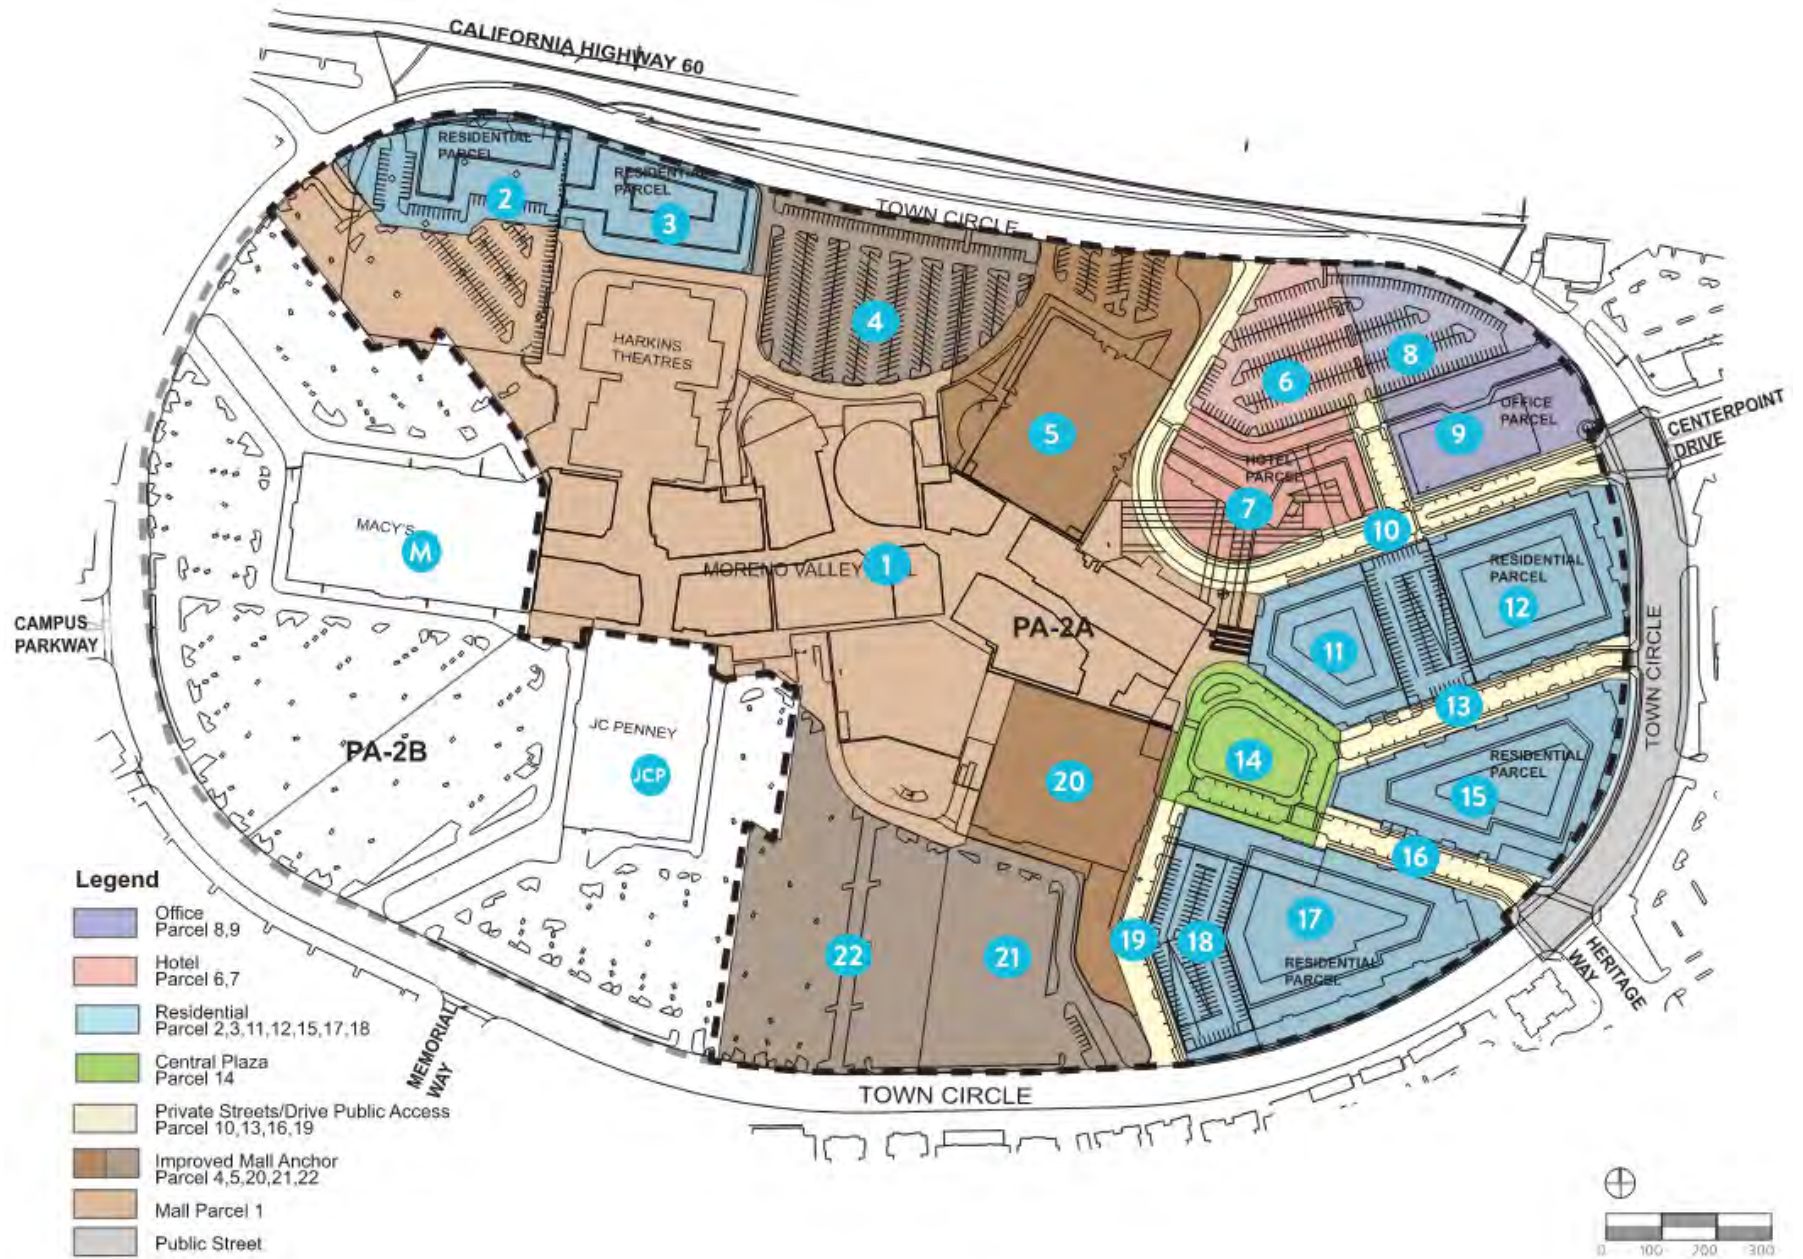 CALIFORNIA HIGHWAY 60
RESIDENTIAL
PARCEL
2
RESIDENTIAL
PARCEL
3
TOWN CIRCLE
4
HARKINS
THEATRES
5
6
8
OFFICE
PARCEL
9
CENTERPOINT
DRIVE
HOTEL
PARCEL
7
10
MACY'S
M
MORENO VALLEY
1
PA-2A
RESIDENTIAL
PARCEL
12
11
CAMPUS
PARKWAY
TOWN CIRCLE
13
PA-2B
JC PENNEY
JCP
14
20
RESIDENTIAL
PARCEL
15
16
17
RESIDENTIAL
PARCEL
18
19
21
22
HERITAGE
WAY
MEMORIAL
WAY
TOWN CIRCLE
Legend
Office
Parcel 8,9
Hotel
Parcel 6,7
Residential
Parcel 2,3,11,12,15,17,18
Central Plaza
Parcel 14
Private Streets/Drive Public Access
Parcel 10,13,16,19
Improved Mall Anchor
Parcel 4,5,20,21,22
Mall Parcel 1
Public Street
0 100 200 300